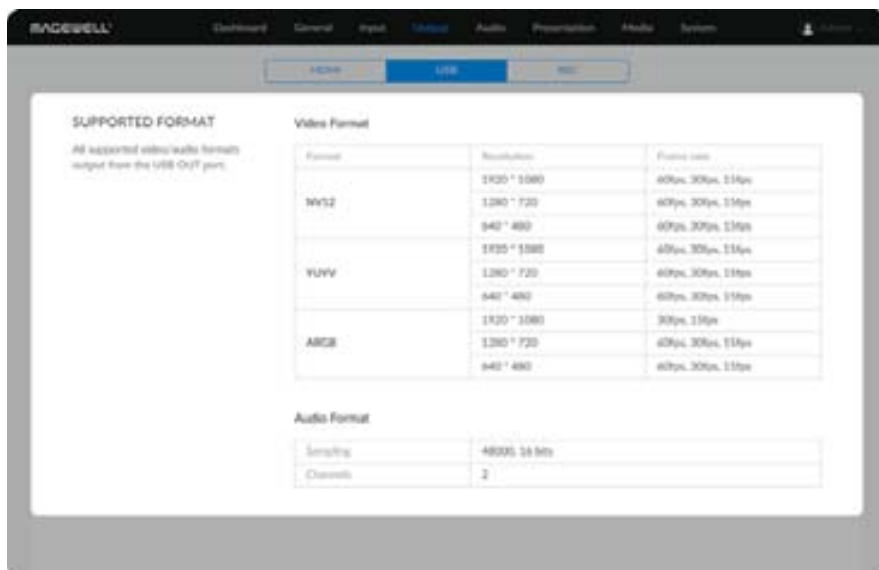 MAGEWELL
Dashboard General Input Output Audio Presentation Media System Admin
HDMI USB REC
SUPPORTED FORMAT
All supported video/audio formats
output from the USB OUT port.
Video Format
Format Resolution Frame rate
NV12
1920 * 1080 60fps, 30fps, 15fps
1280 * 720 60fps, 30fps, 15fps
640 * 480 60fps, 30fps, 15fps
YUYV
1920 * 1080 60fps, 30fps, 15fps
1280 * 720 60fps, 30fps, 15fps
640 * 480 60fps, 30fps, 15fps
ARGB
1920 * 1080 30fps, 15fps
1280 * 720 60fps, 30fps, 15fps
640 * 480 60fps, 30fps, 15fps
Audio Format
Sampling 48000, 16 bits
Channels 2